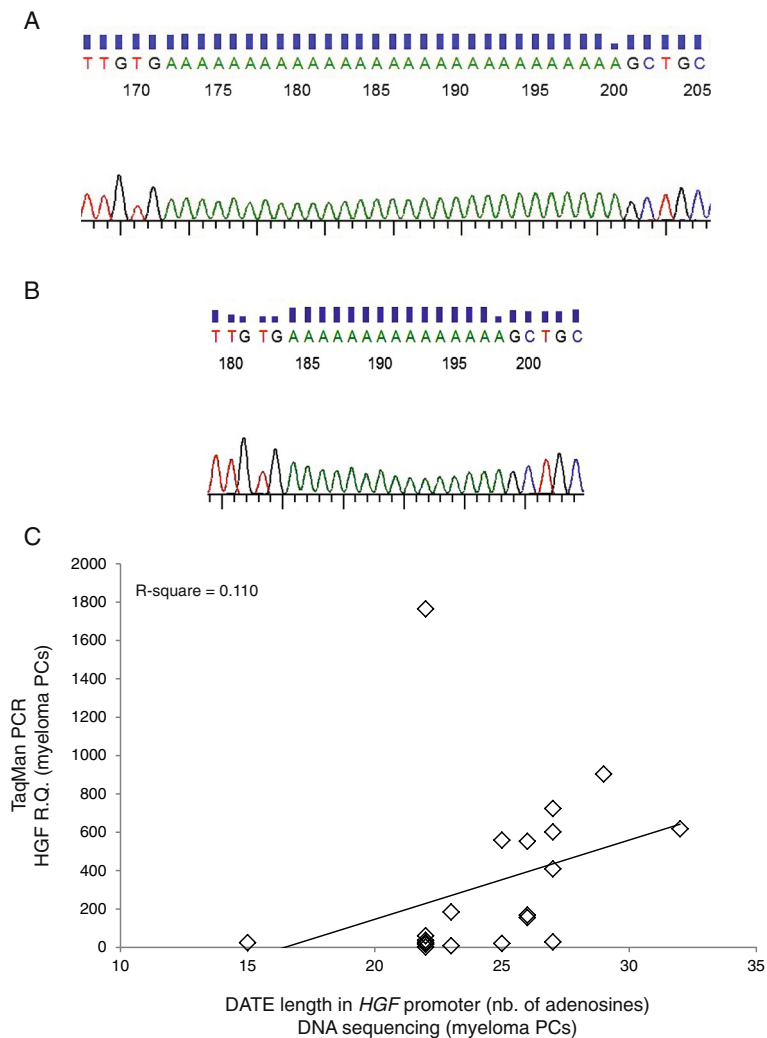 A
TTGTGAAAAAAAAAAAAAAAAAAAAAAAAAAAAAGCTGC
170 175 180 185 190 195 200 205
B
TTGTGAAAAAAAAAAAAAAAGCTGC
180 185 190 195 200
C
R-square = 0.110
2000
1800
1600
1400
1200
1000
800
600
400
200
0
10 15 20 25 30 35
TaqMan PCR
HGF R.Q. (myeloma PCs)
DATE length in HGF promoter (nb. of adenosines)
DNA sequencing (myeloma PCs)